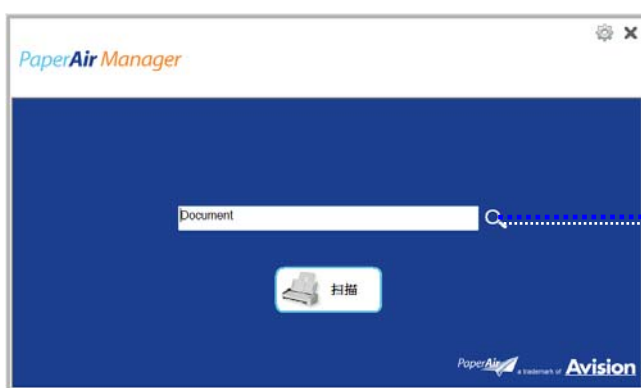 PaperAir Manager
Document
扫描
PaperAir a trademark of Avision